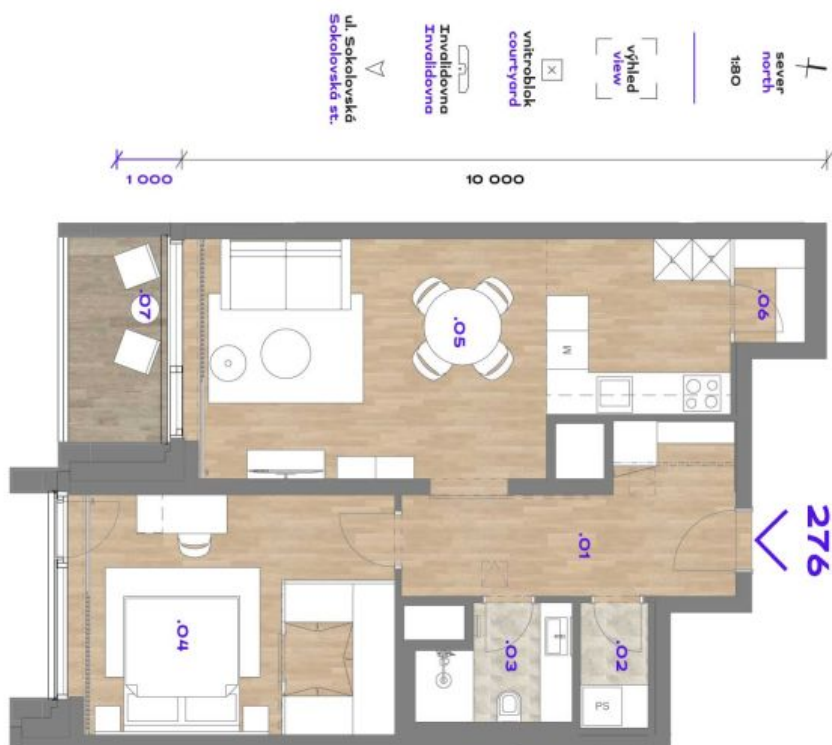 sever
north
1:80
výhled
view
vnitroblok
courtyard
Invalidovna
Invalidovna
ul. Sokolovská
Sokolovská st.
1 000
10 000
276
.07
.05
.06
M
.01
.04
.03
.02
PS